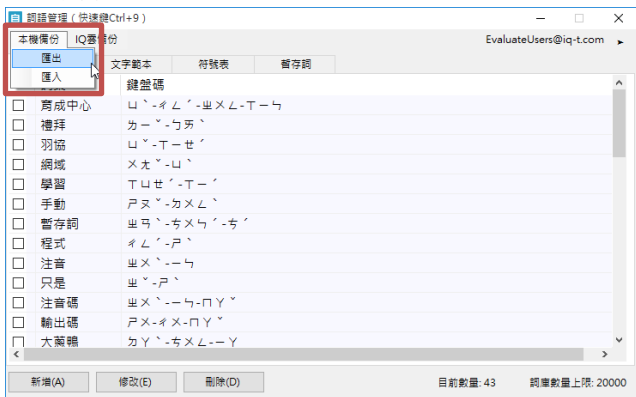 自 詞語管理 ( 快速鍵Ctrl+9 )
本機備份 IQ雲備份 EvaluateUsers@iq-t.com
匯出 文字範本 符號表 暫存詞
匯入
鍵盤碼
育成中心 ㄩˋ-ㄔㄥˊ-ㄓㄨㄥ-ㄒㄧㄣ
禮拜 ㄌㄧˇ-ㄅㄞˋ
羽協 ㄩˇ-ㄒㄧㄝˊ
網域 ㄨㄤˇ-ㄩˋ
學習 ㄒㄩㄝˊ-ㄒㄧˊ
手動 ㄕㄡˇ-ㄉㄨㄥˋ
暫存詞 ㄓㄢˋ-ㄘㄨㄣˊ-ㄘˊ
程式 ㄔㄥˊ-ㄕˋ
注音 ㄓㄨˋ-ㄧㄣ
只是 ㄓˇ-ㄕˋ
注音碼 ㄓㄨˋ-ㄧㄣ-ㄇㄚˇ
輸出碼 ㄕㄨ-ㄔㄨ-ㄇㄚˇ
大蔥鴨 ㄉㄚˋ-ㄘㄨㄥ-ㄧㄚ
新增(A) 修改(E) 刪除(D) 目前數量: 43 詞庫數量上限: 20000